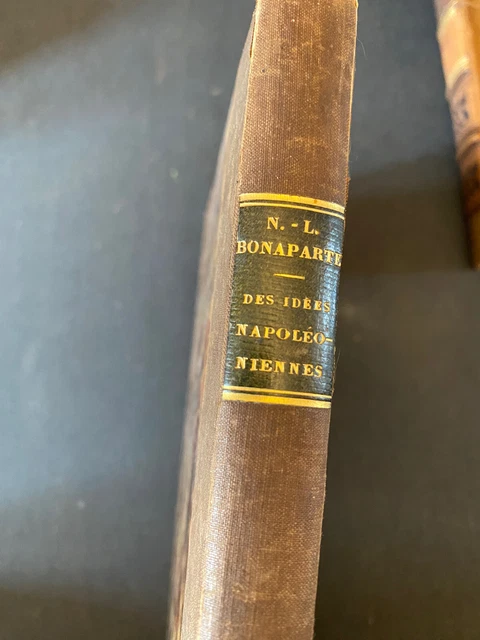 N.-L.
BONAPARTE
DES IDÉES
NAPOLÉO-
NIENNES